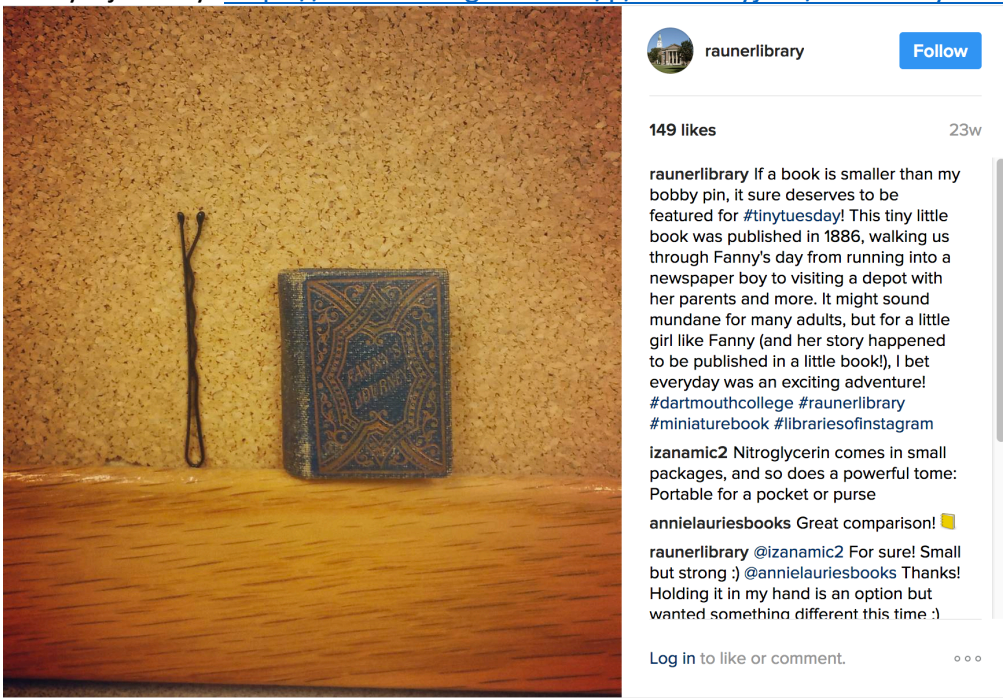 raunerlibrary
Follow
149 likes
23w
raunerlibrary If a book is smaller than my
bobby pin, it sure deserves to be
featured for #tinytuesday! This tiny little
book was published in 1886, walking us
through Fanny's day from running into a
newspaper boy to visiting a depot with
her parents and more. It might sound
mundane for many adults, but for a little
girl like Fanny (and her story happened
to be published in a little book!), I bet
everyday was an exciting adventure!
#dartmouthcollege #raunerlibrary
#miniaturebook #librariesofinstagram
izanamic2 Nitroglycerin comes in small
packages, and so does a powerful tome:
Portable for a pocket or purse
annielauriesbooks Great comparison!
raunerlibrary @izanamic2 For sure! Small
but strong :) @annielauriesbooks Thanks!
Holding it in my hand is an option but
wanted something different this time :)
Log in to like or comment.
FANNY'S
JOURNEY